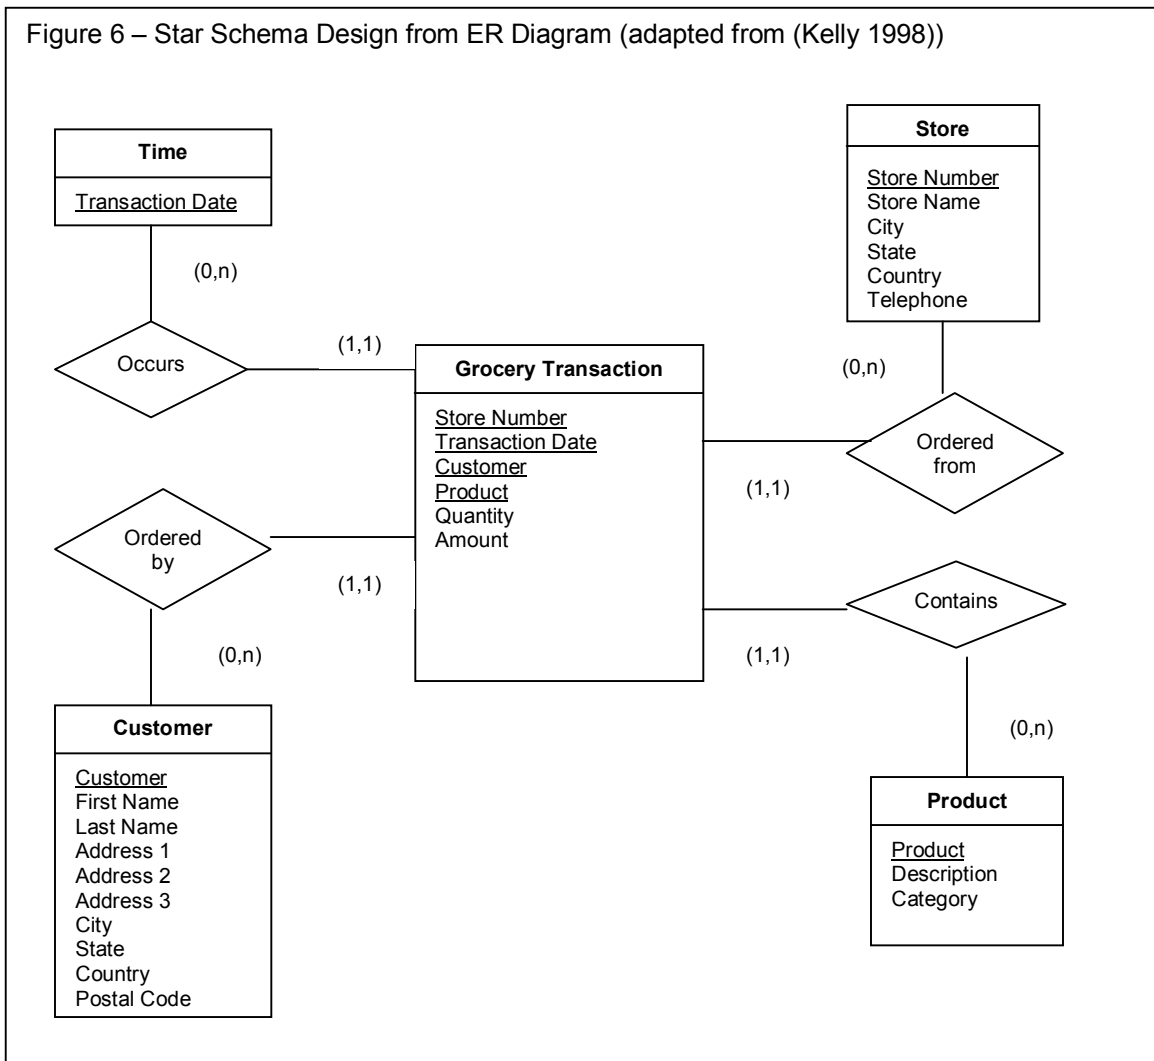 Figure 6 – Star Schema Design from ER Diagram (adapted from (Kelly 1998))
Time
Transaction Date
(0,n)
Occurs
(1,1)
Store
Store Number
Store Name
City
State
Country
Telephone
(0,n)
Ordered
from
(1,1)
Grocery Transaction
Store Number
Transaction Date
Customer
Product
Quantity
Amount
Ordered
by
(1,1)
(0,n)
Customer
Customer
First Name
Last Name
Address 1
Address 2
Address 3
City
State
Country
Postal Code
Contains
(1,1)
(0,n)
Product
Product
Description
Category